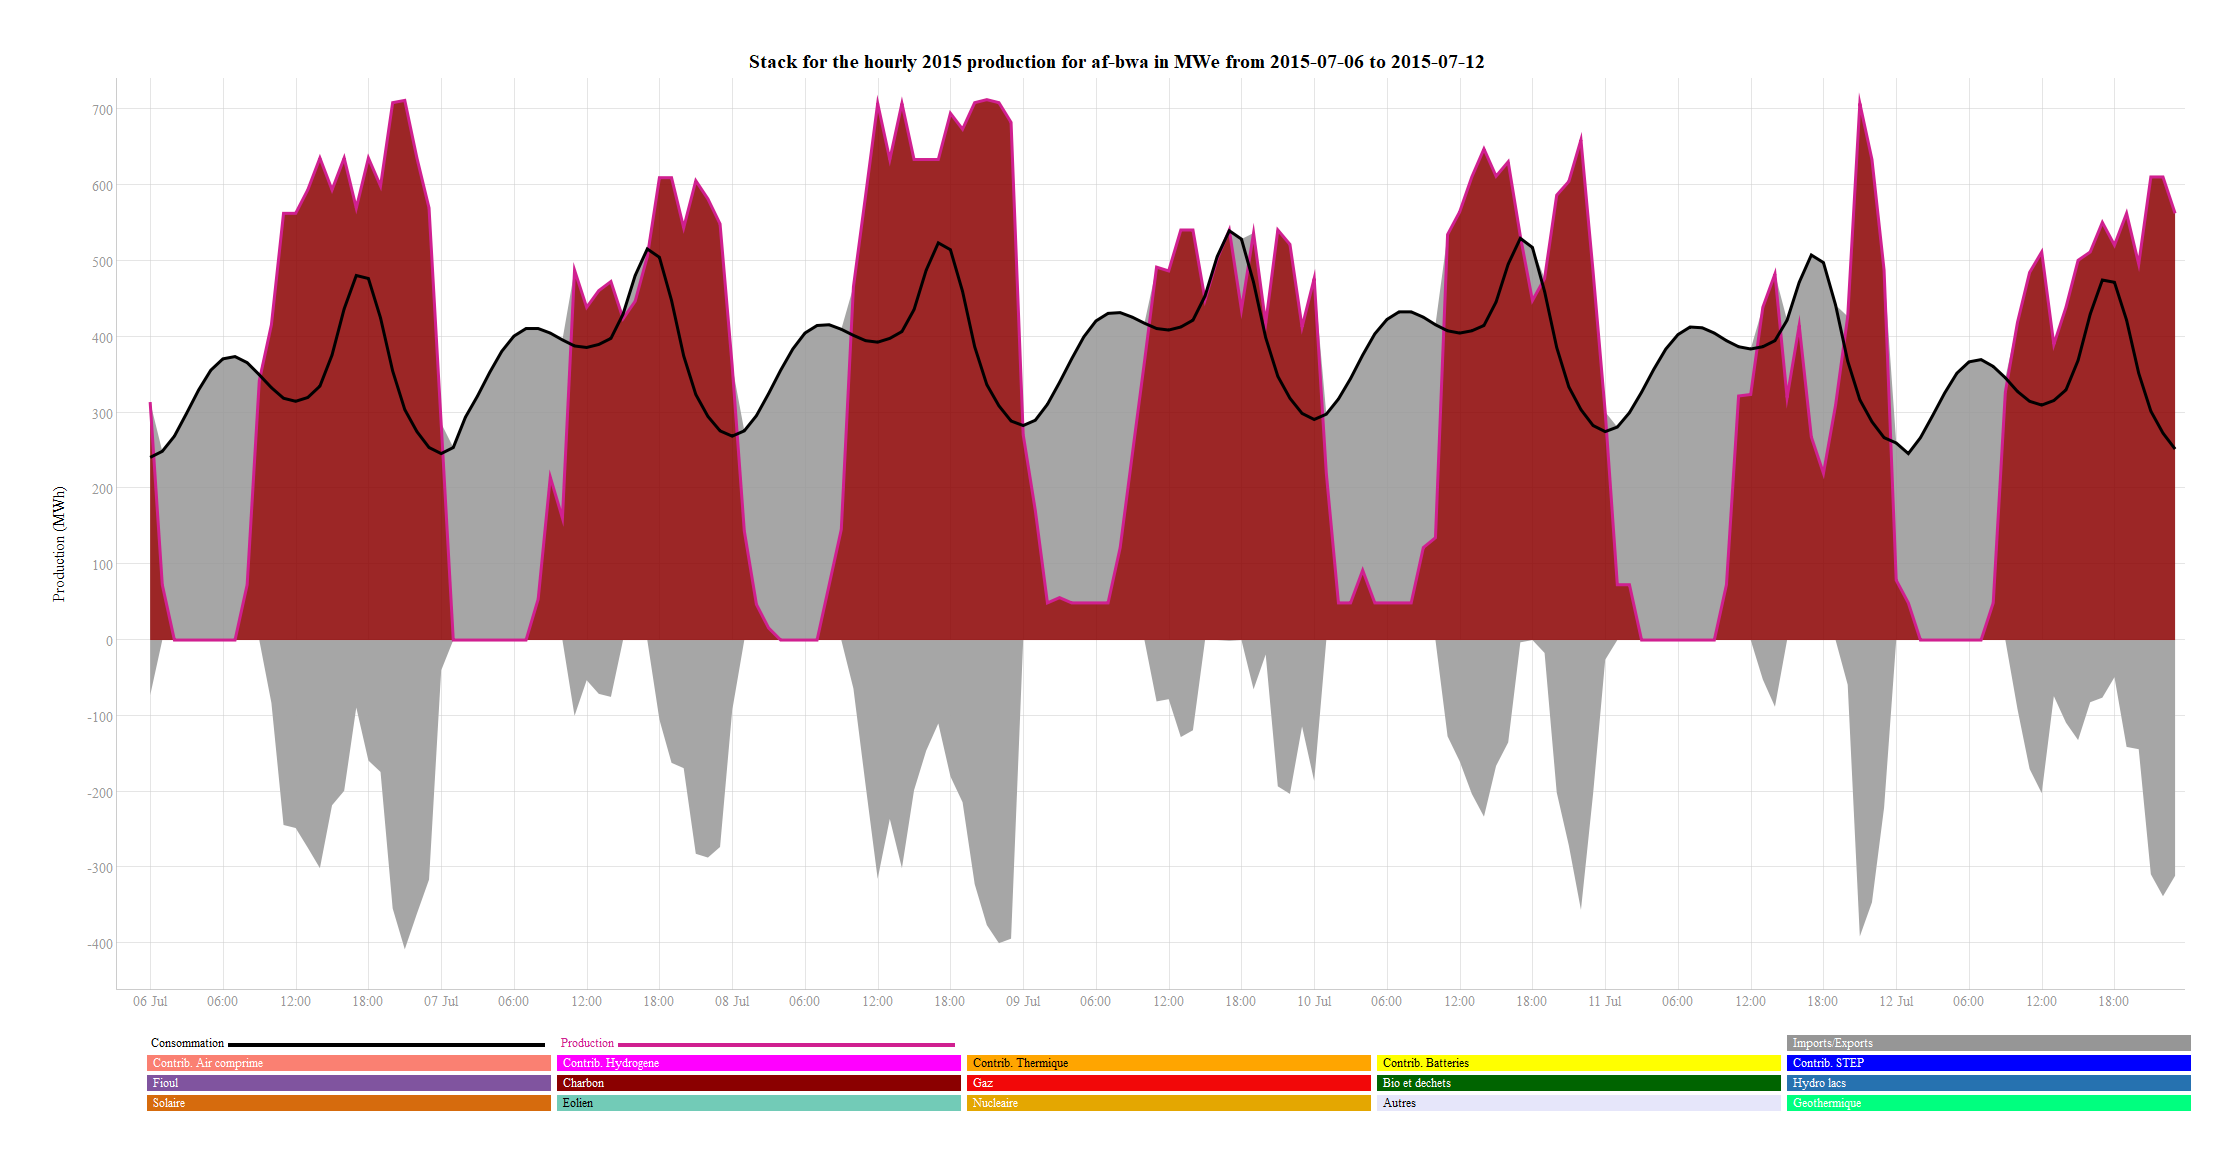 Stack for the hourly 2015 production for af-bwa in MWe from 2015-07-06 to 2015-07-12
700
600
500
400
300
200
100
0
-100
-200
-300
-400
Production (MWh)
06 Jul 06:00 12:00 18:00 07 Jul 06:00 12:00 18:00 08 Jul 06:00 12:00 18:00 09 Jul 06:00 12:00 18:00 10 Jul 06:00 12:00 18:00 11 Jul 06:00 12:00 18:00 12 Jul 06:00 12:00 18:00
Consommation Production Imports/Exports
Contrib. Air comprime Contrib. Hydrogene Contrib. Thermique Contrib. Batteries Contrib. STEP
Fioul Charbon Gaz Bio et dechets Hydro lacs
Solaire Eolien Nucleaire Autres Geothermique